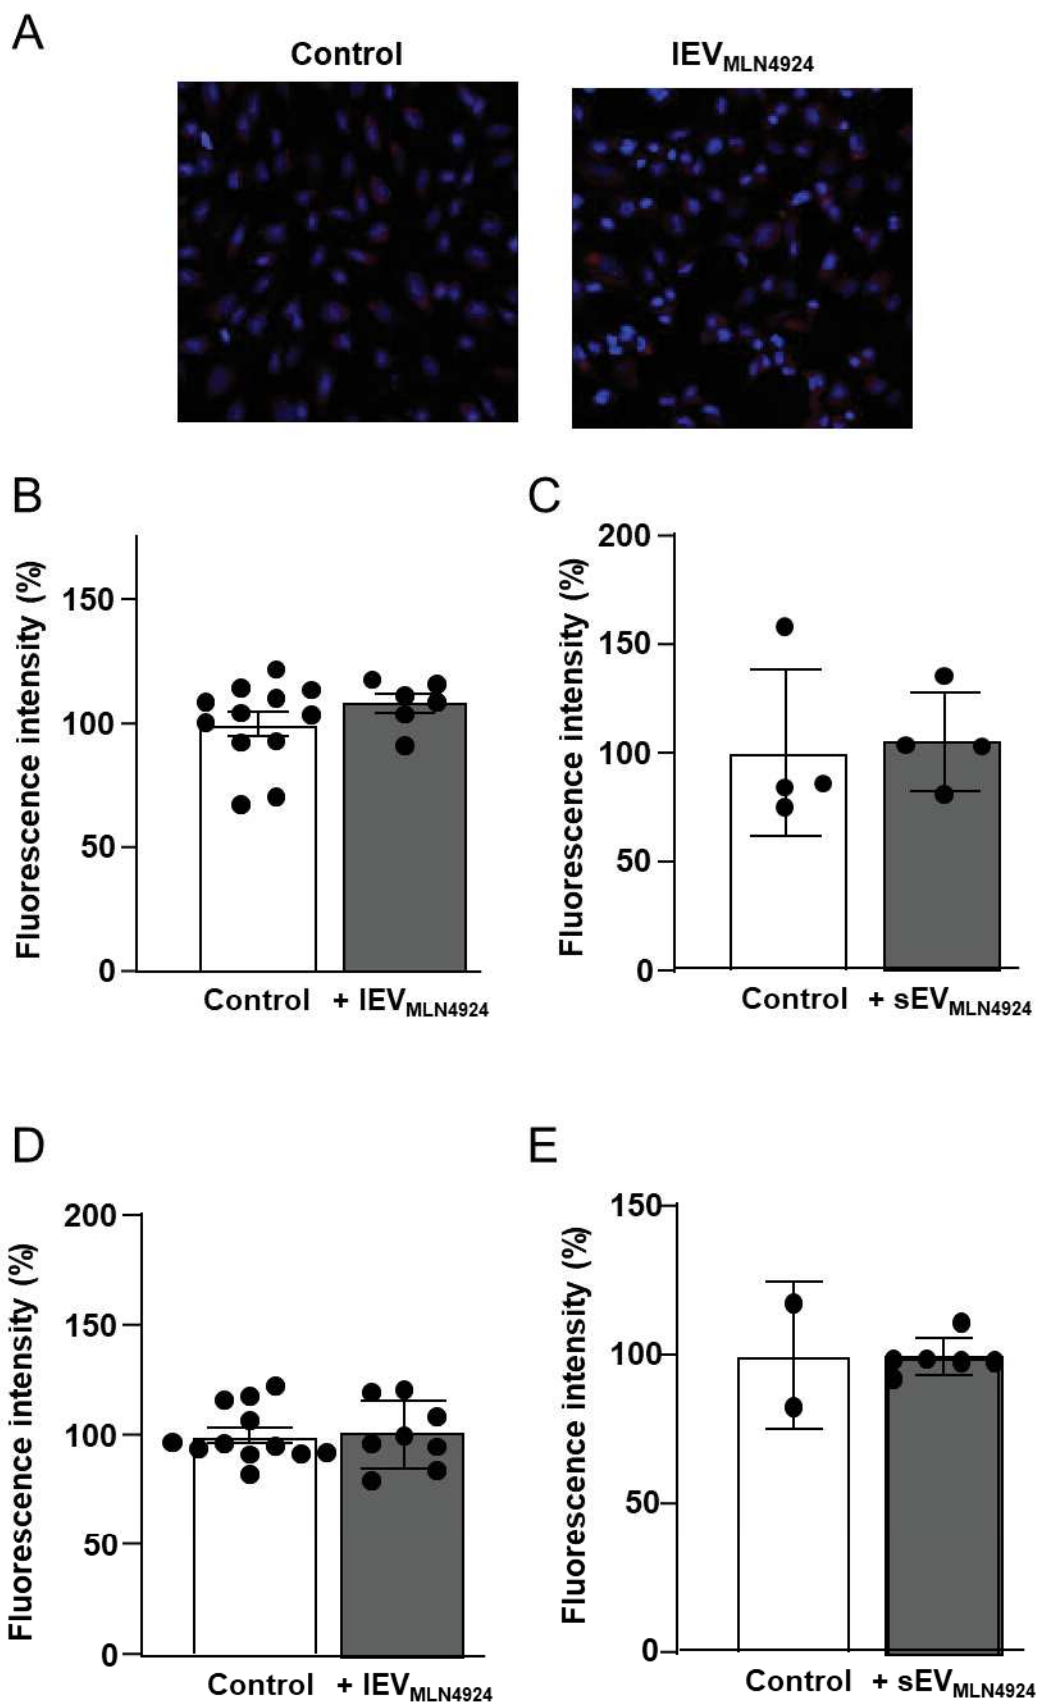 A
Control
lEVMLN4924
B
Fluorescence intensity (%)
150
100
50
0
Control + lEVMLN4924
C
Fluorescence intensity (%)
200
150
100
50
0
Control + sEVMLN4924
D
Fluorescence intensity (%)
200
150
100
50
0
Control + lEVMLN4924
E
Fluorescence intensity (%)
150
100
50
0
Control + sEVMLN4924